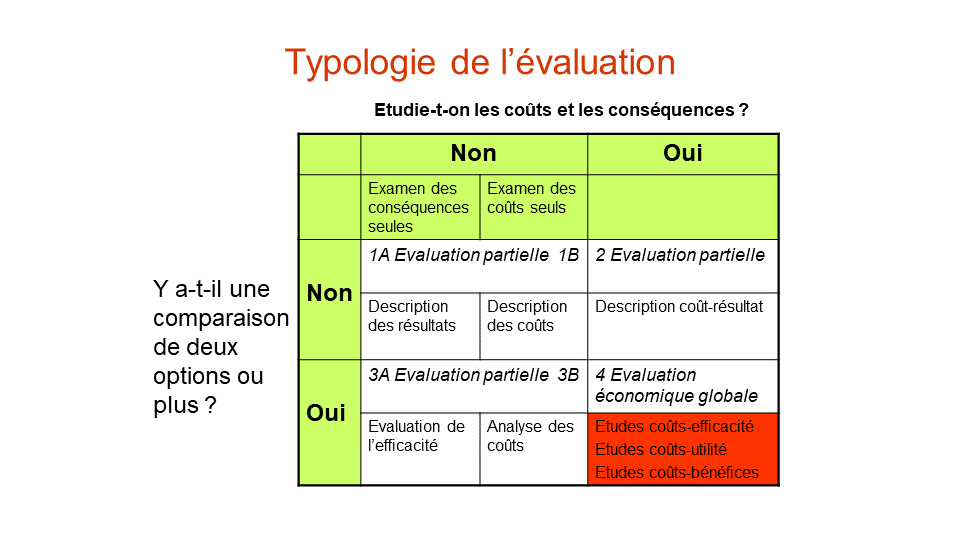 Typologie de l’évaluation
Etudie-t-on les coûts et les conséquences ?
Non
Oui
Examen des
conséquences
seules
Examen des
coûts seuls
Y a-t-il une
comparaison
de deux
options ou
plus ?
Non
1A Evaluation partielle 1B
2 Evaluation partielle
Description
des résultats
Description
des coûts
Description coût-résultat
Oui
3A Evaluation partielle 3B
4 Evaluation
économique globale
Evaluation de
l’efficacité
Analyse des
coûts
Etudes coûts-efficacité
Etudes coûts-utilité
Etudes coûts-bénéfices